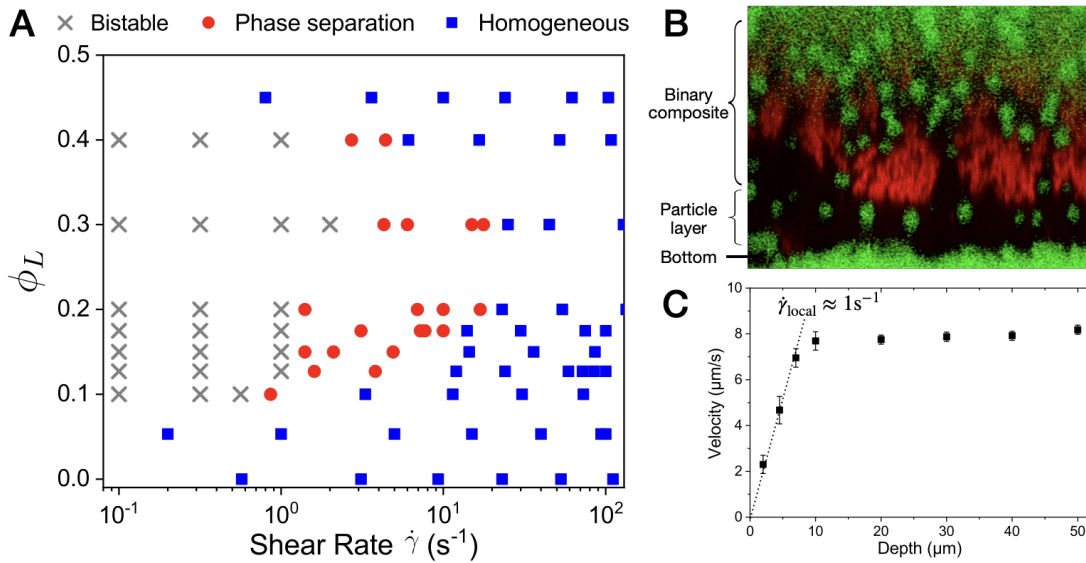 A
× Bistable ● Phase separation ■ Homogeneous
0.5
0.4
0.3
0.2
0.1
0.0
ϕ_L
10⁻¹ 10⁰ 10¹ 10²
Shear Rate γ̇ (s⁻¹)
B
Binary
composite
Particle
layer
Bottom
C
γ̇_local ≈ 1s⁻¹
10
8
6
4
2
0
Velocity (μm/s)
0 10 20 30 40 50
Depth (μm)